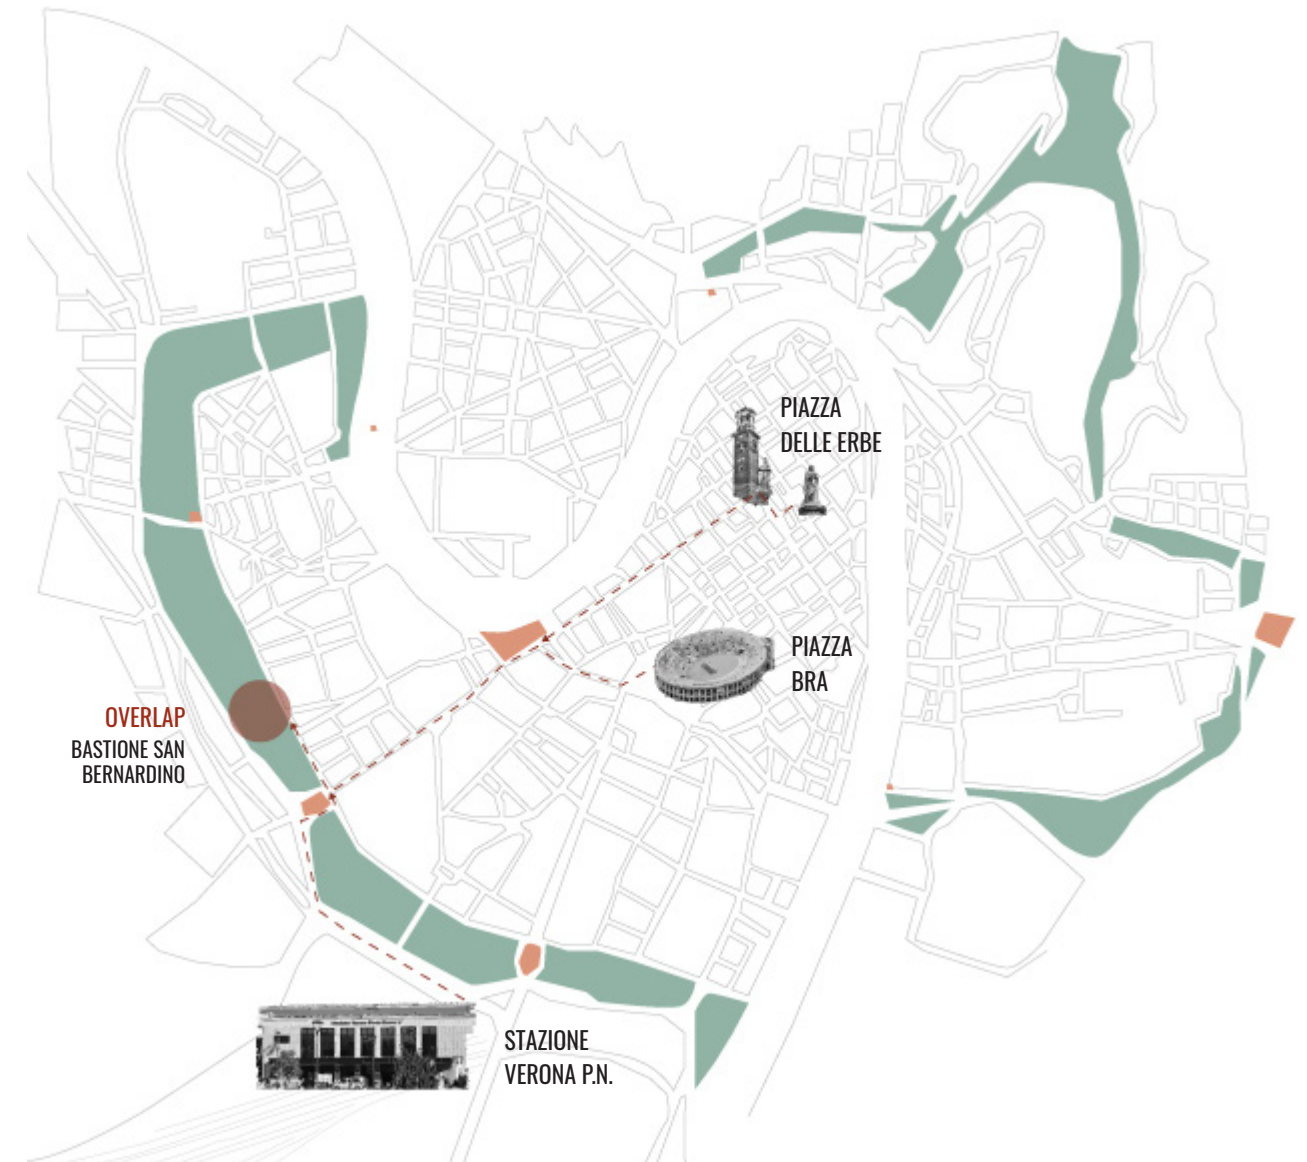 PIAZZA
DELLE ERBE
PIAZZA
BRA
OVERLAP
BASTIONE SAN
BERNARDINO
STAZIONE
VERONA P.N.